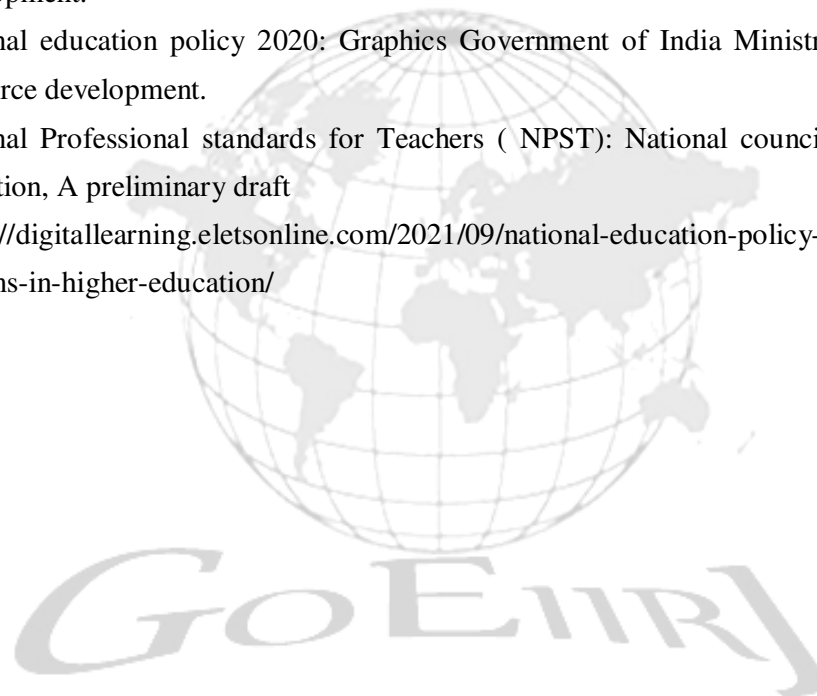 opment.
nal education policy 2020: Graphics Government of India Ministr
rce development.
nal Professional standards for Teachers ( NPST): National counci
tion, A preliminary draft
//digitallearning.eletsonline.com/2021/09/national-education-policy-
ns-in-higher-education/
GOEIIRJ